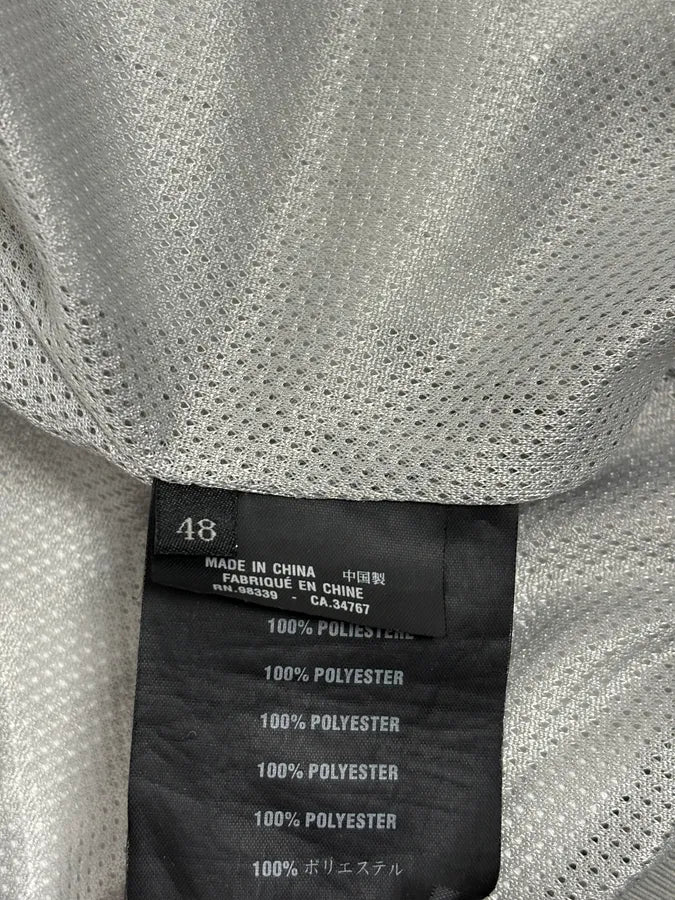 48
MADE IN CHINA 中国製
FABRIQUÉ EN CHINE
RN.98339 - CA.34767
100% POLIESTERE
100% POLYESTER
100% POLYESTER
100% POLYESTER
100% POLYESTER
100% ポリエステル